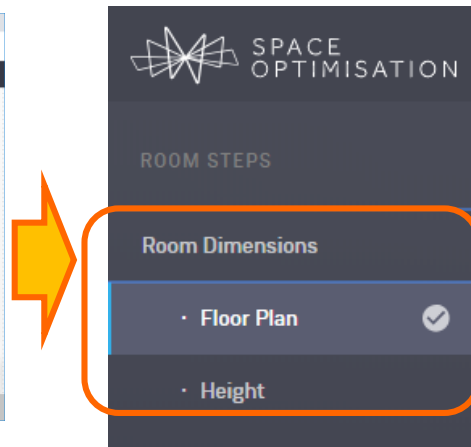 SPACE
OPTIMISATION
ROOM STEPS
Room Dimensions
· Floor Plan
· Height